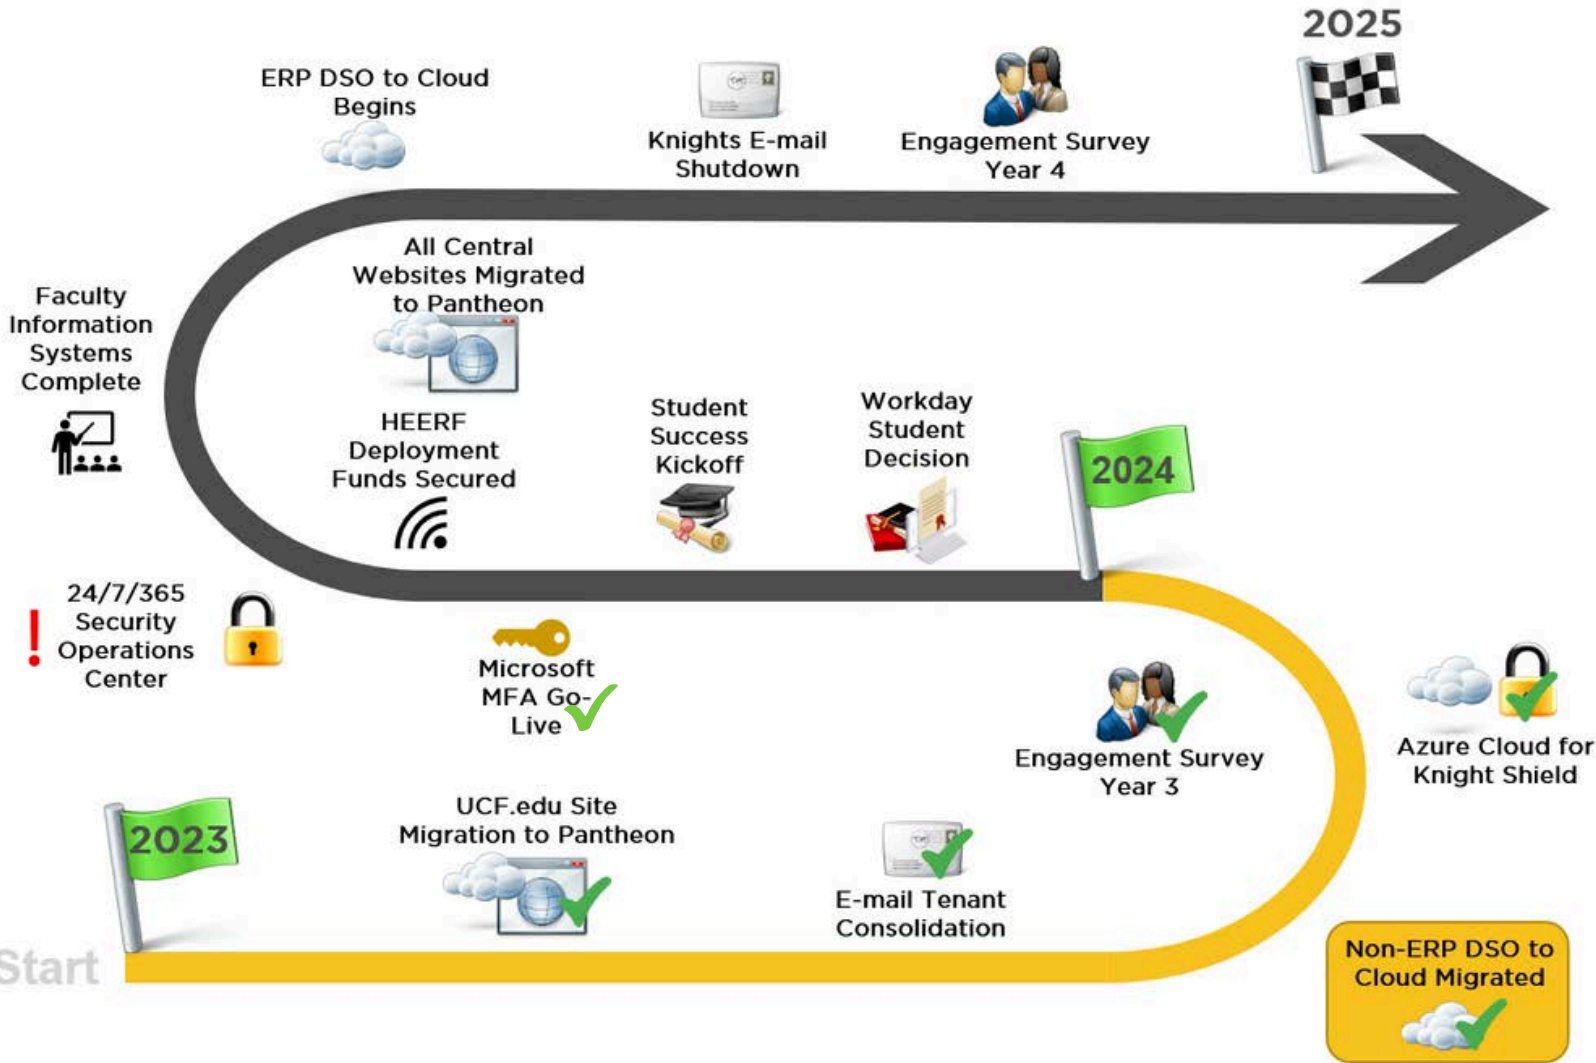 2025
ERP DSO to Cloud
Begins
Knights E-mail
Shutdown
Engagement Survey
Year 4
All Central
Websites Migrated
to Pantheon
Faculty
Information
Systems
Complete
HEERF
Deployment
Funds Secured
Student
Success
Kickoff
Workday
Student
Decision
2024
24/7/365
Security
Operations
Center
!
Microsoft
MFA Go-
Live
Engagement Survey
Year 3
Azure Cloud for
Knight Shield
2023
UCF.edu Site
Migration to Pantheon
E-mail Tenant
Consolidation
Start
Non-ERP DSO to
Cloud Migrated